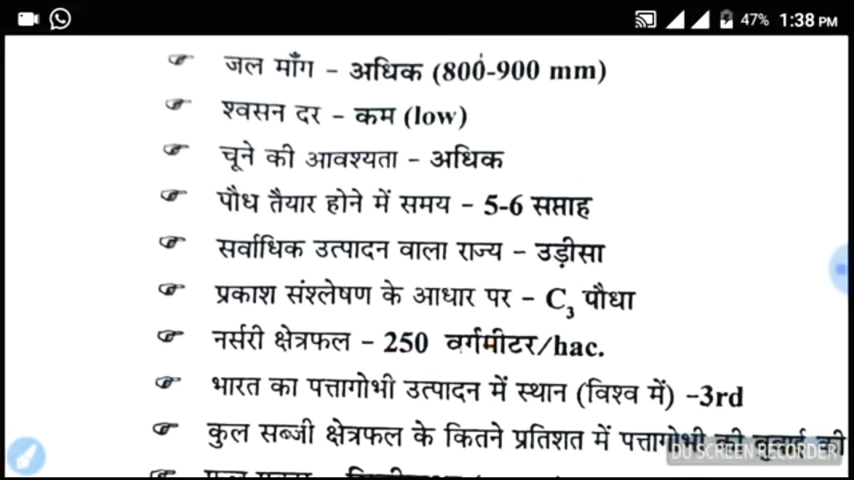 47% 1:38 PM
जल माँग - अधिक (800-900 mm)
श्वसन दर - कम (low)
चूने की आवश्यता - अधिक
पौध तैयार होने में समय - 5-6 सप्ताह
सर्वाधिक उत्पादन वाला राज्य - उड़ीसा
प्रकाश संश्लेषण के आधार पर - C₃ पौधा
नर्सरी क्षेत्रफल - 250 वर्गमीटर/hac.
भारत का पत्तागोभी उत्पादन में स्थान (विश्व में) -3rd
कुल सब्जी क्षेत्रफल के कितने प्रतिशत में पत्तागोभी की बुवाई की
DU SCREEN RECORDER